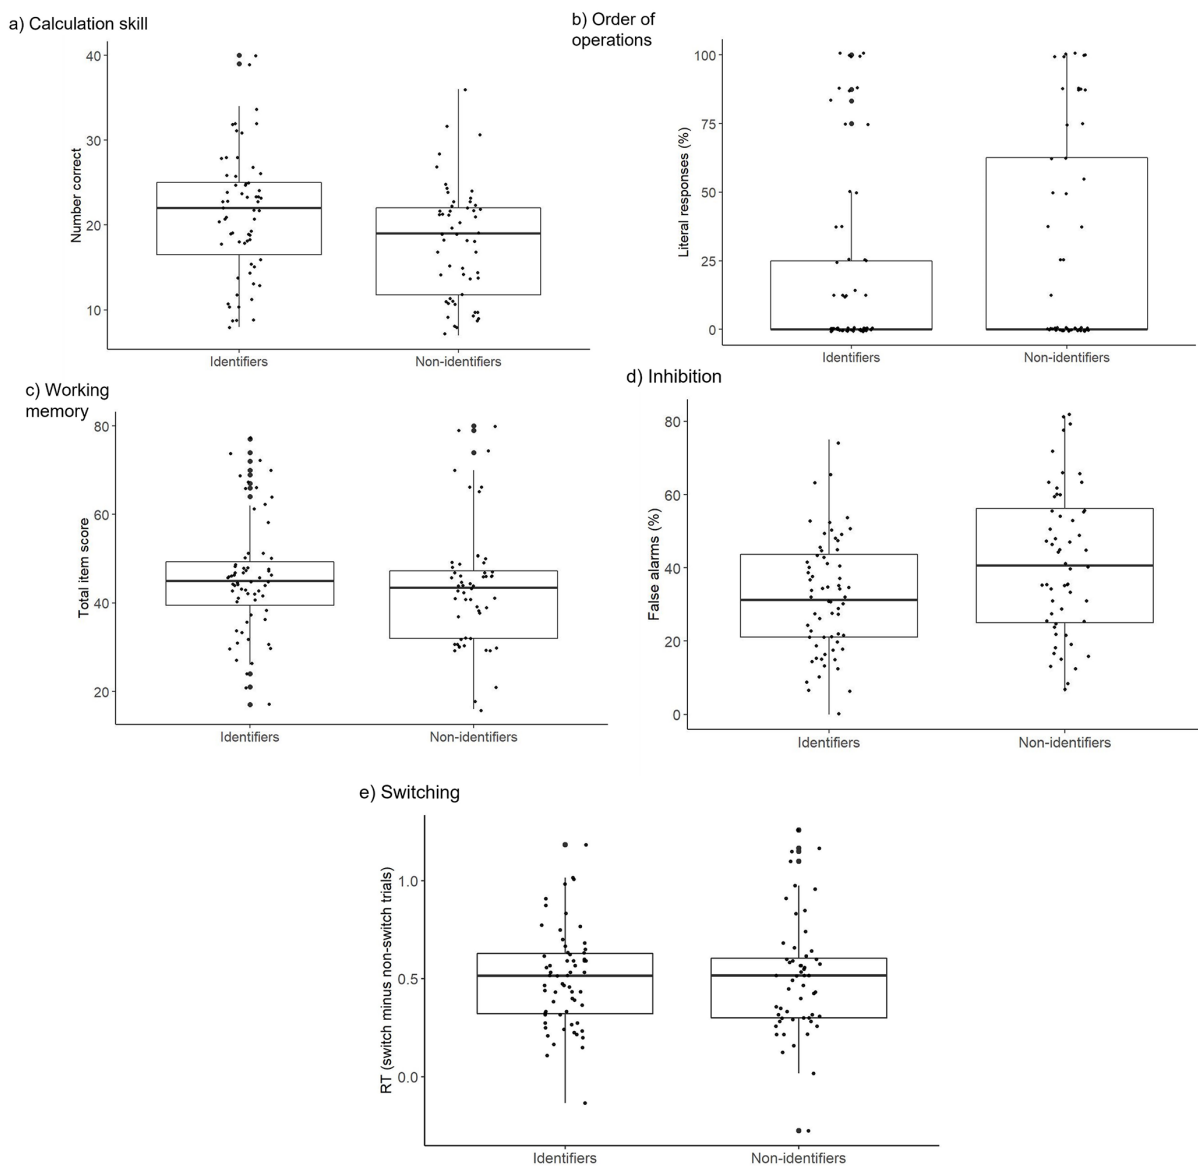 a) Calculation skill
Number correct
40
30
20
10
Identifiers
Non-identifiers
b) Order of
operations
Literal responses (%)
100
75
50
25
0
Identifiers
Non-identifiers
c) Working
memory
Total item score
80
60
40
20
Identifiers
Non-identifiers
d) Inhibition
False alarms (%)
80
60
40
20
0
Identifiers
Non-identifiers
e) Switching
RT (switch minus non-switch trials)
1.0
0.5
0.0
Identifiers
Non-identifiers